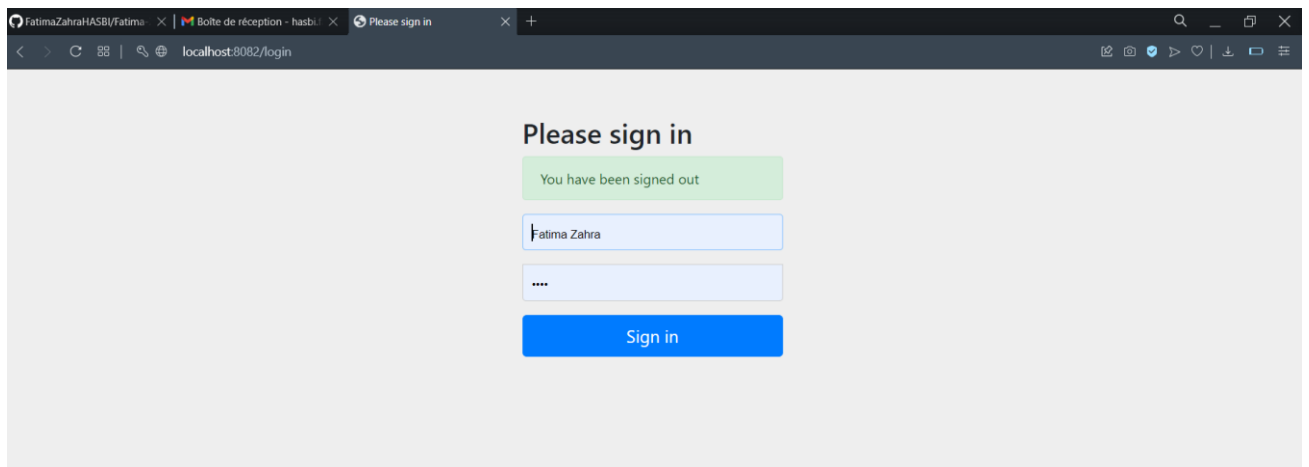 FatimaZahraHASBI/Fatima-
Boîte de réception - hasbi.f
Please sign in
localhost:8082/login
Please sign in
You have been signed out
Fatima Zahra
••••
Sign in